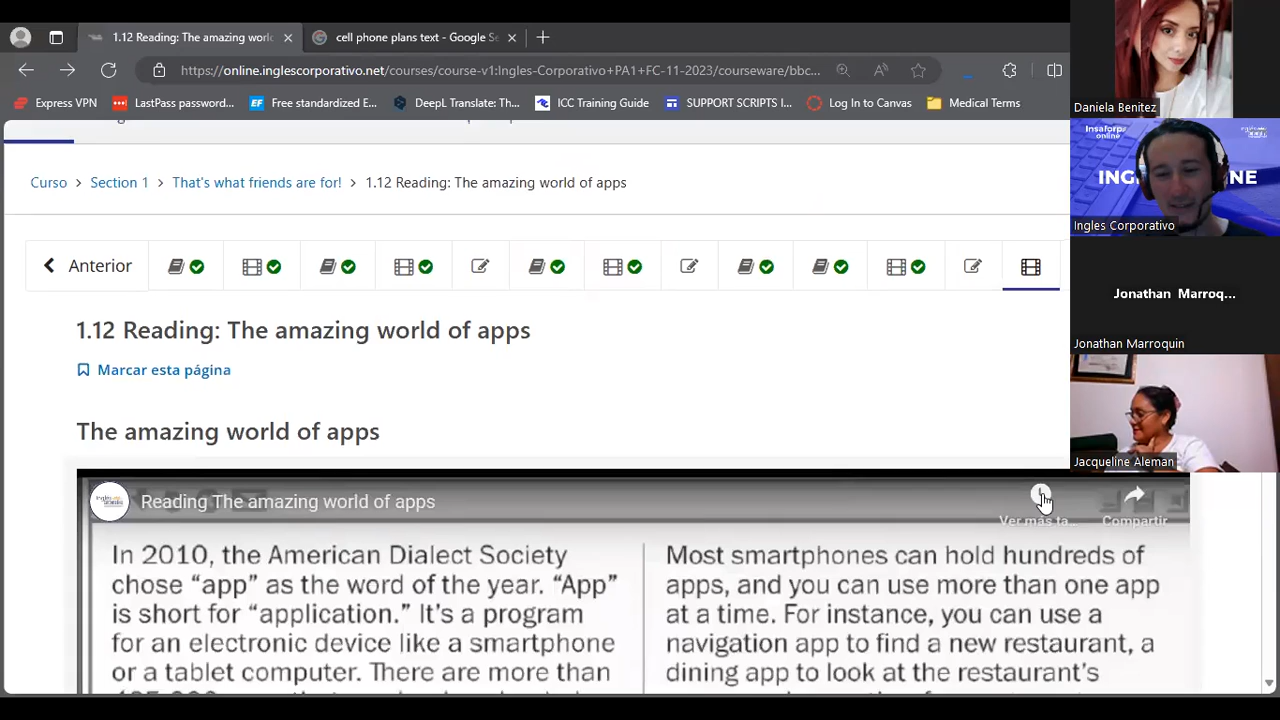 1.12 Reading: The amazing worl
cell phone plans text - Google Se
https://online.inglescorporativo.net/courses/course-v1:Ingles-Corporativo+PA1+FC-11-2023/courseware/bbc...
Express VPN
LastPass password...
EF Free standardized E...
DeepL Translate: Th...
ICC Training Guide
SUPPORT SCRIPTS I...
Log In to Canvas
Medical Terms
Curso > Section 1 > That's what friends are for! > 1.12 Reading: The amazing world of apps
Anterior
1.12 Reading: The amazing world of apps
Marcar esta página
The amazing world of apps
Reading The amazing world of apps
Ver más ta...
Compartir
In 2010, the American Dialect Society
chose “app” as the word of the year. “App”
is short for “application.” It’s a program
for an electronic device like a smartphone
or a tablet computer. There are more than
Most smartphones can hold hundreds of
apps, and you can use more than one app
at a time. For instance, you can use a
navigation app to find a new restaurant, a
dining app to look at the restaurant’s
Daniela Benitez
Insaforp
online
Ingles Corporativo
Jonathan Marroq...
Jonathan Marroquin
Jacqueline Aleman